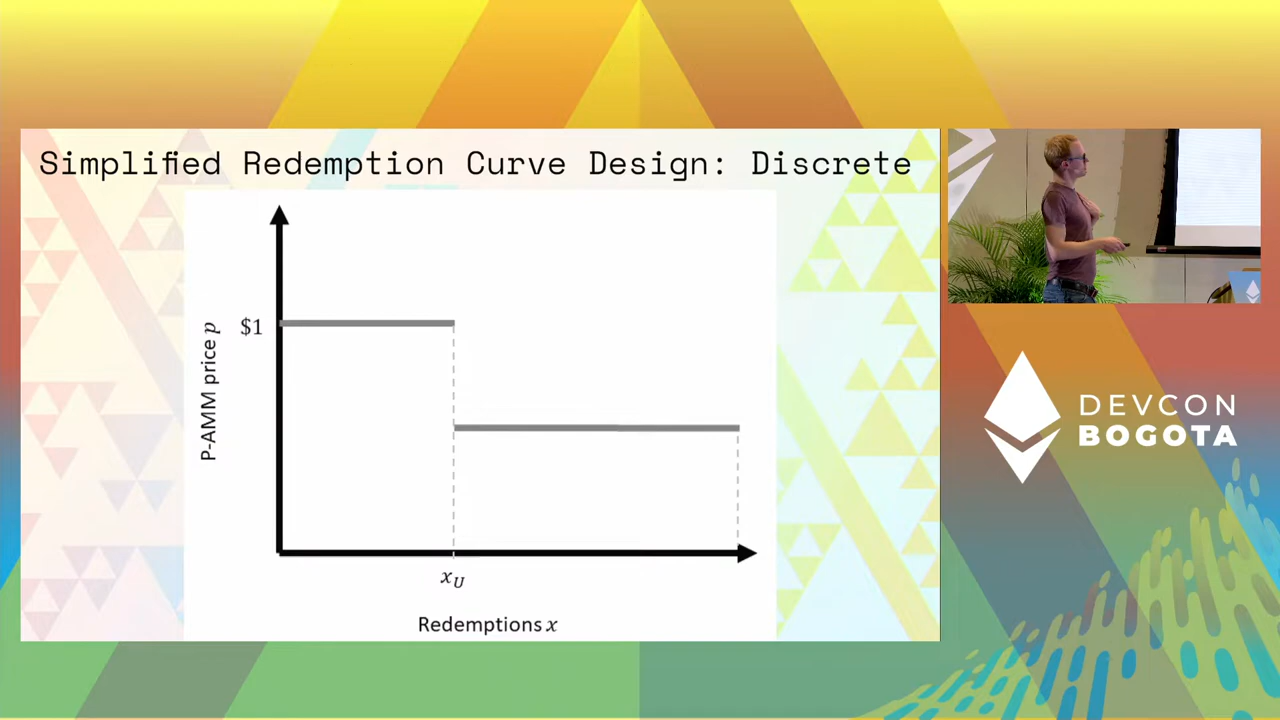 Simplified Redemption Curve Design: Discrete
$1
P-AMM price p
x_U
Redemptions x
DEVCON
BOGOTA